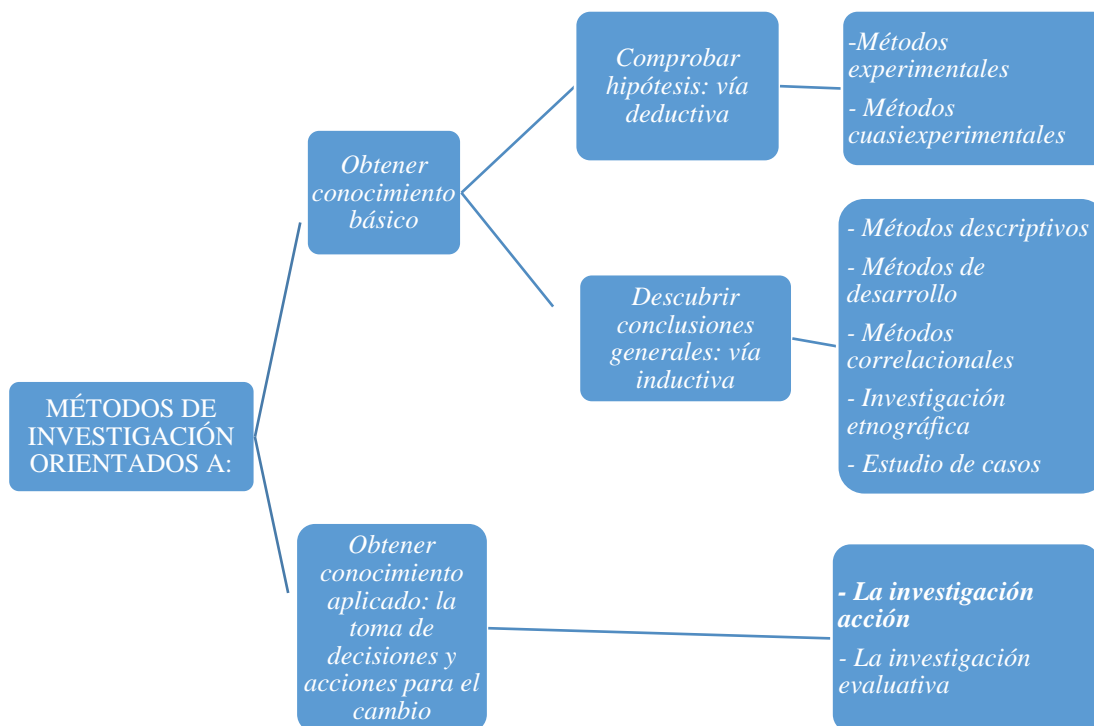 MÉTODOS DE
INVESTIGACIÓN
ORIENTADOS A:
Obtener
conocimiento
básico
Comprobar
hipótesis: vía
deductiva
-Métodos
experimentales
- Métodos
cuasiexperimentales
Descubrir
conclusiones
generales: vía
inductiva
- Métodos descriptivos
- Métodos de
desarrollo
- Métodos
correlacionales
- Investigación
etnográfica
- Estudio de casos
Obtener
conocimiento
aplicado: la
toma de
decisiones y
acciones para el
cambio
- La investigación
acción
- La investigación
evaluativa